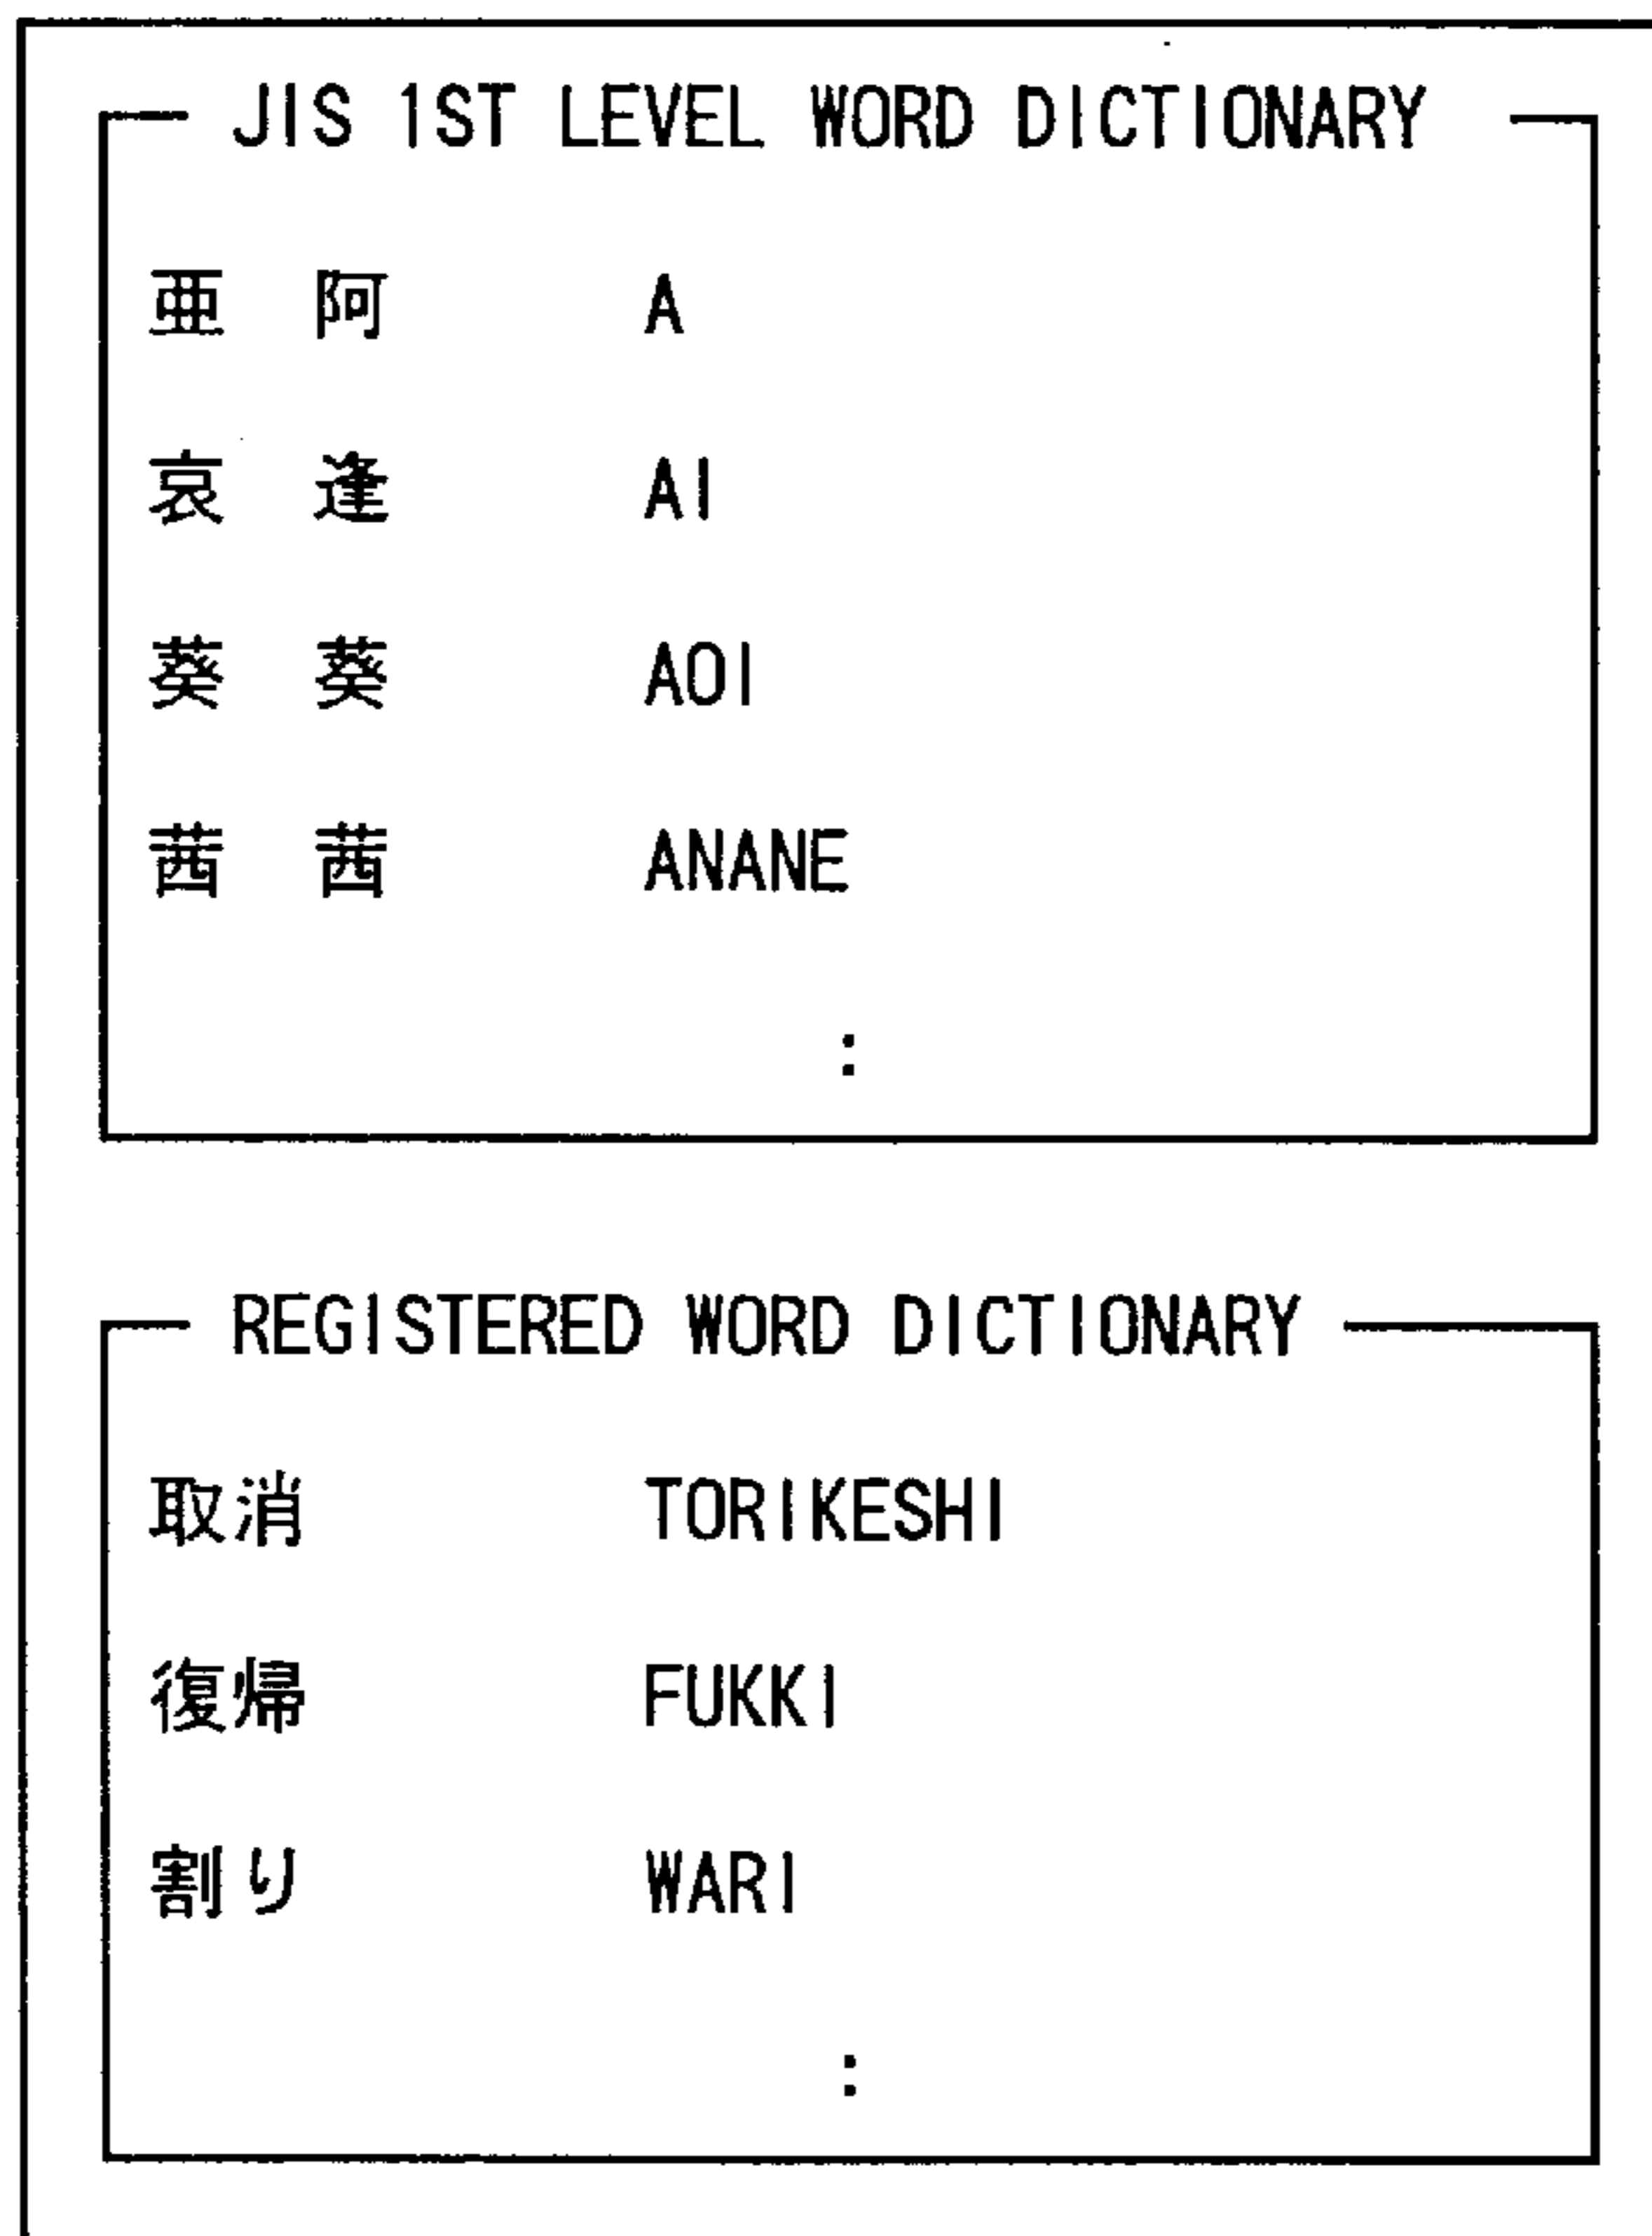 JIS 1ST LEVEL WORD DICTIONARY
亜 阿 A
哀 逢 AI
葵 葵 AOI
茜 茜 ANANE
:
REGISTERED WORD DICTIONARY
取消 TORIKESHI
復帰 FUKKI
割り WARI
: